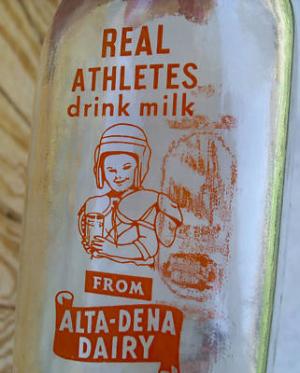 REAL
ATHLETES
drink milk
FROM
ALTA-DENA
DAIRY